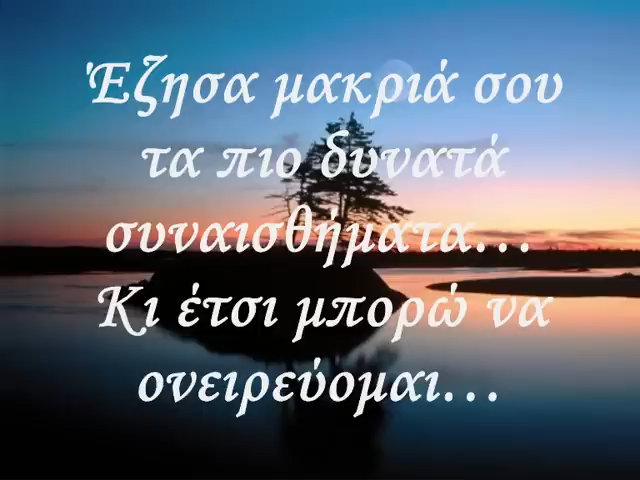 Έζησα μακριά σου
τα πιο δυνατά
συναισθήματα...
Κι έτσι μπορώ να
ονειρεύομαι...